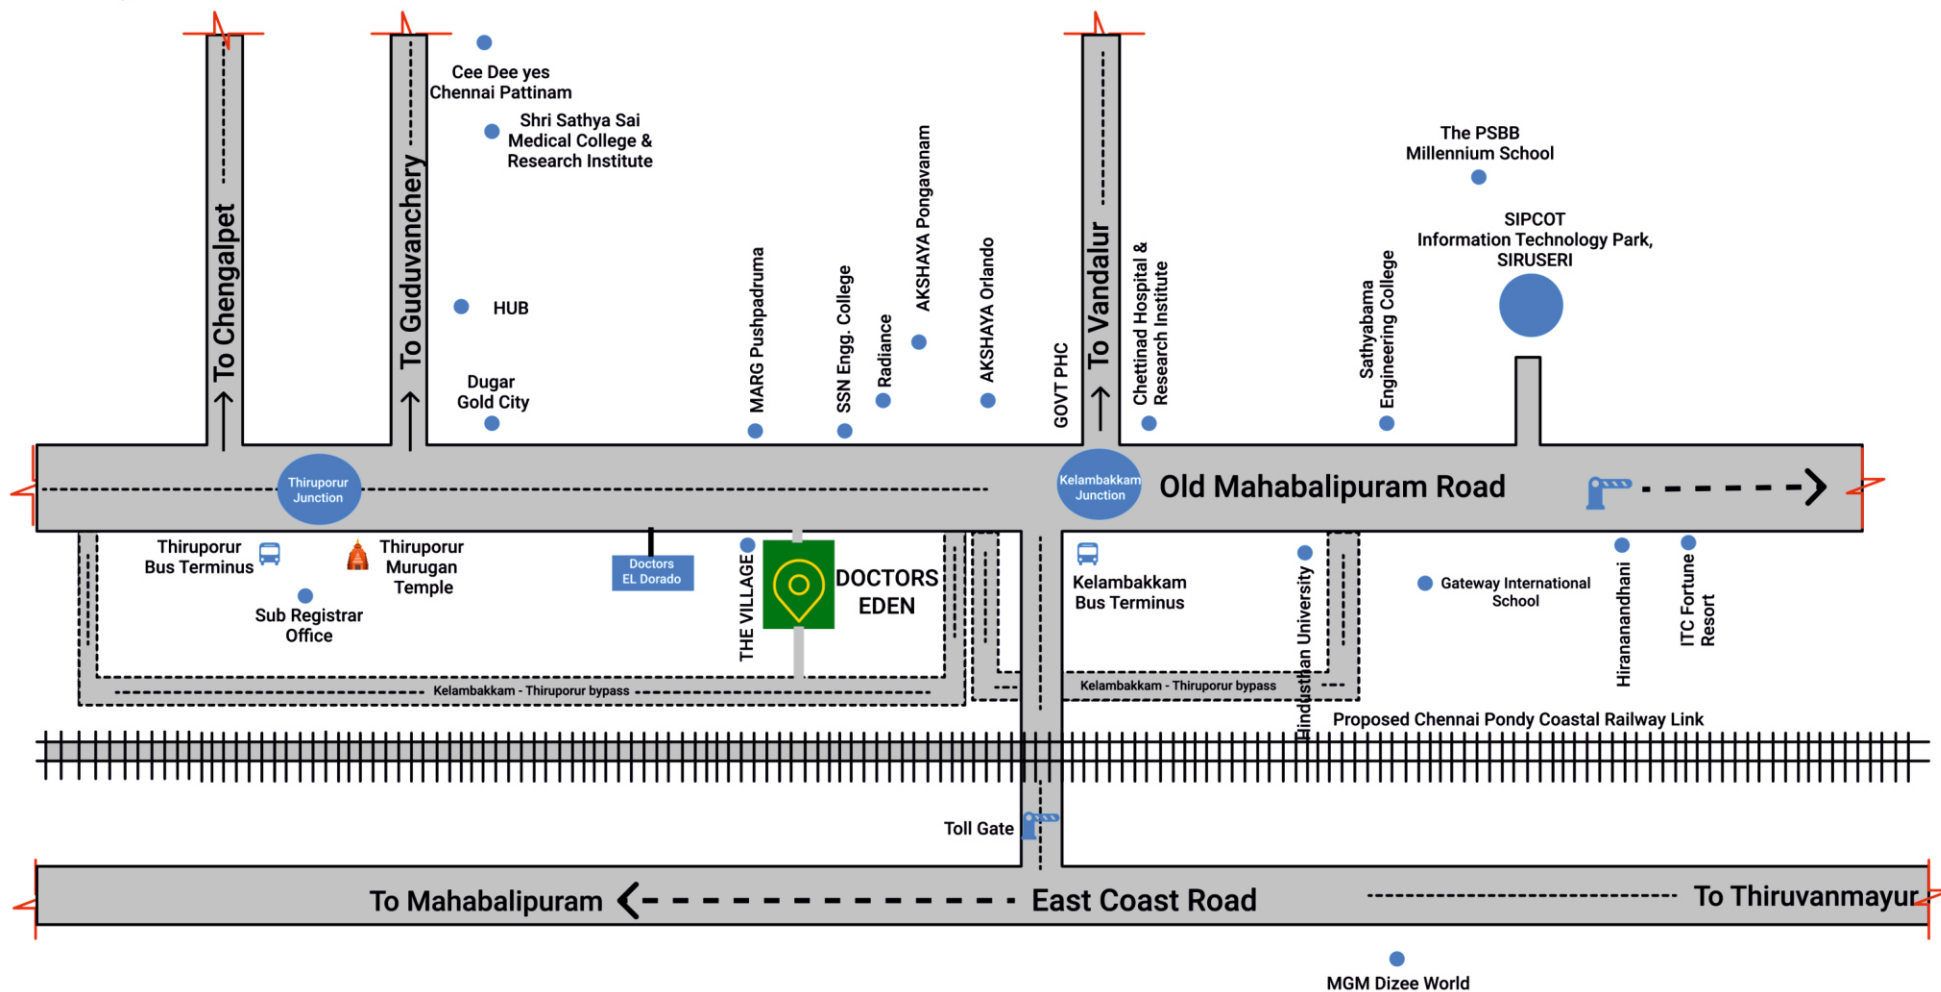 Cee Dee yes
Chennai Pattinam
Shri Sathya Sai
Medical College &
Research Institute
The PSBB
Millennium School
SIPCOT
Information Technology Park,
SIRUSERI
To Chengalpet
To Guduvanchery
HUB
Dugar
Gold City
MARG Pushpadruma
SSN Engg. College
Radiance
AKSHAYA Pongavanam
AKSHAYA Orlando
GOVT PHC
To Vandalur
Chettinad Hospital &
Research Institute
Sathyabama
Engineering College
Thiruporur
Junction
Kelambakkam
Junction
Old Mahabalipuram Road
Thiruporur
Bus Terminus
Thiruporur
Murugan
Temple
Sub Registrar
Office
Doctors
EL Dorado
THE VILLAGE
DOCTORS
EDEN
Kelambakkam
Bus Terminus
Hindusthan University
Gateway International
School
Hiranandhani
ITC Fortune
Resort
Kelambakkam - Thiruporur bypass
Kelambakkam - Thiruporur bypass
Proposed Chennai Pondy Coastal Railway Link
Toll Gate
To Mahabalipuram
East Coast Road
To Thiruvanmayur
MGM Dizee World